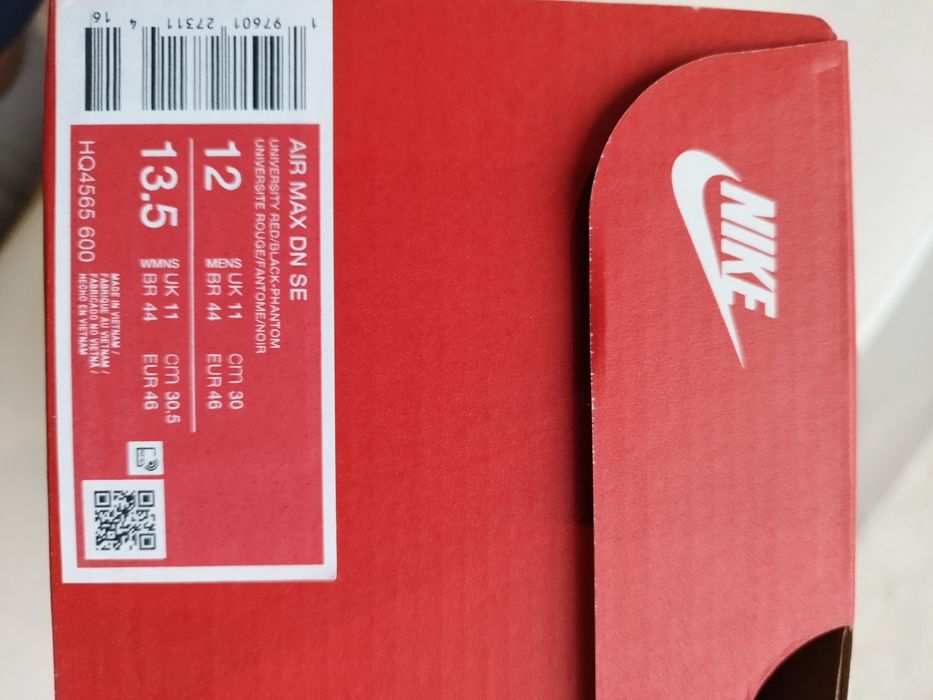 AIR MAX DN SE
UNIVERSITY RED/BLACK-PHANTOM
UNIVERSITE ROUGE/FANTOME/NOIR
12 MENS UK 11 CM 30
BR 44 EUR 46
13.5 WMNS UK 11 CM 30.5
BR 44 EUR 46
HQ4565 600
MADE IN VIETNAM /
FABRIQUE AU VIETNAM /
FABRICADO NO VIETNÃ /
HECHO EN VIETNAM
1 97601 27311 4 16
NIKE